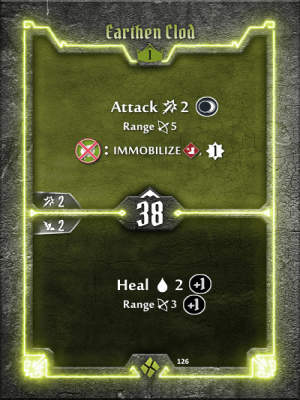 Earthen Clod
1
Attack 2
Range 5
: IMMOBILIZE , 1
2
38
2
Heal 2 +1
Range 3 +1
126